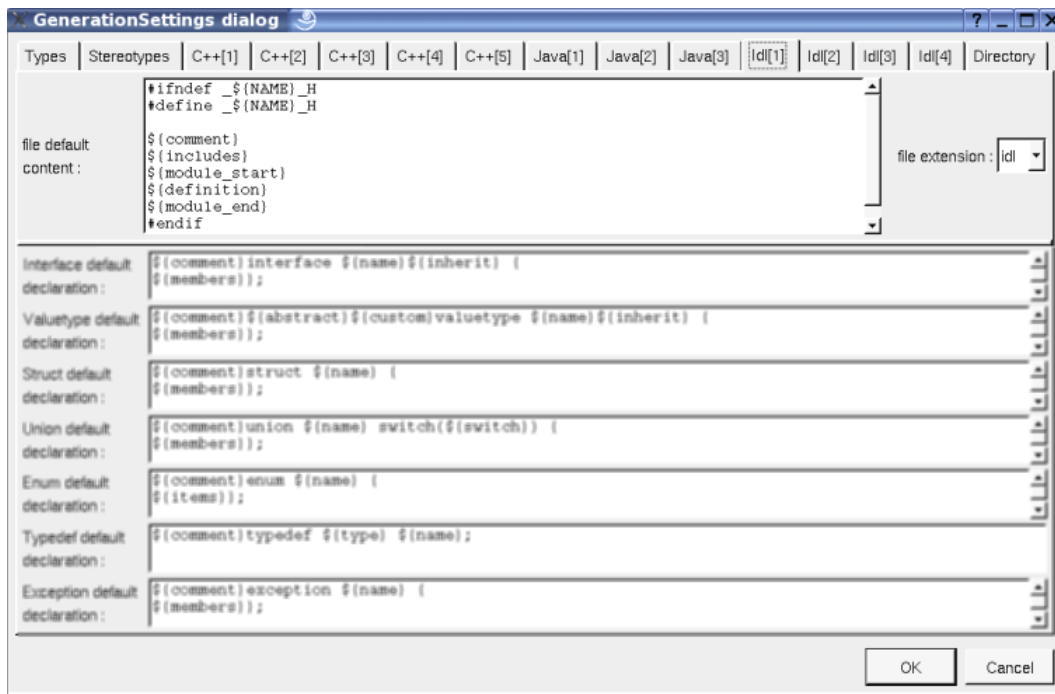 GenerationSettings dialog
Types Stereotypes C++[1] C++[2] C++[3] C++[4] C++[5] Java[1] Java[2] Java[3] Idl[1] Idl[2] Idl[3] Idl[4] Directory
file default
content :
#ifndef _${NAME}_H
#define _${NAME}_H
${comment}
${includes}
${module_start}
${definition}
${module_end}
#endif
file extension : idl
Interface default
declaration :
${comment}interface ${name}${inherit} {
${members}};
Valuetype default
declaration :
${comment}${abstract}${custom}valuetype ${name}${inherit} {
${members}};
Struct default
declaration :
${comment}struct ${name} {
${members}};
Union default
declaration :
${comment}union ${name} switch(${switch}) {
${members}};
Enum default
declaration :
${comment}enum ${name} {
${items}};
Typedef default
declaration :
${comment}typedef ${type} ${name};
Exception default
declaration :
${comment}exception ${name} {
${members}};
OK Cancel